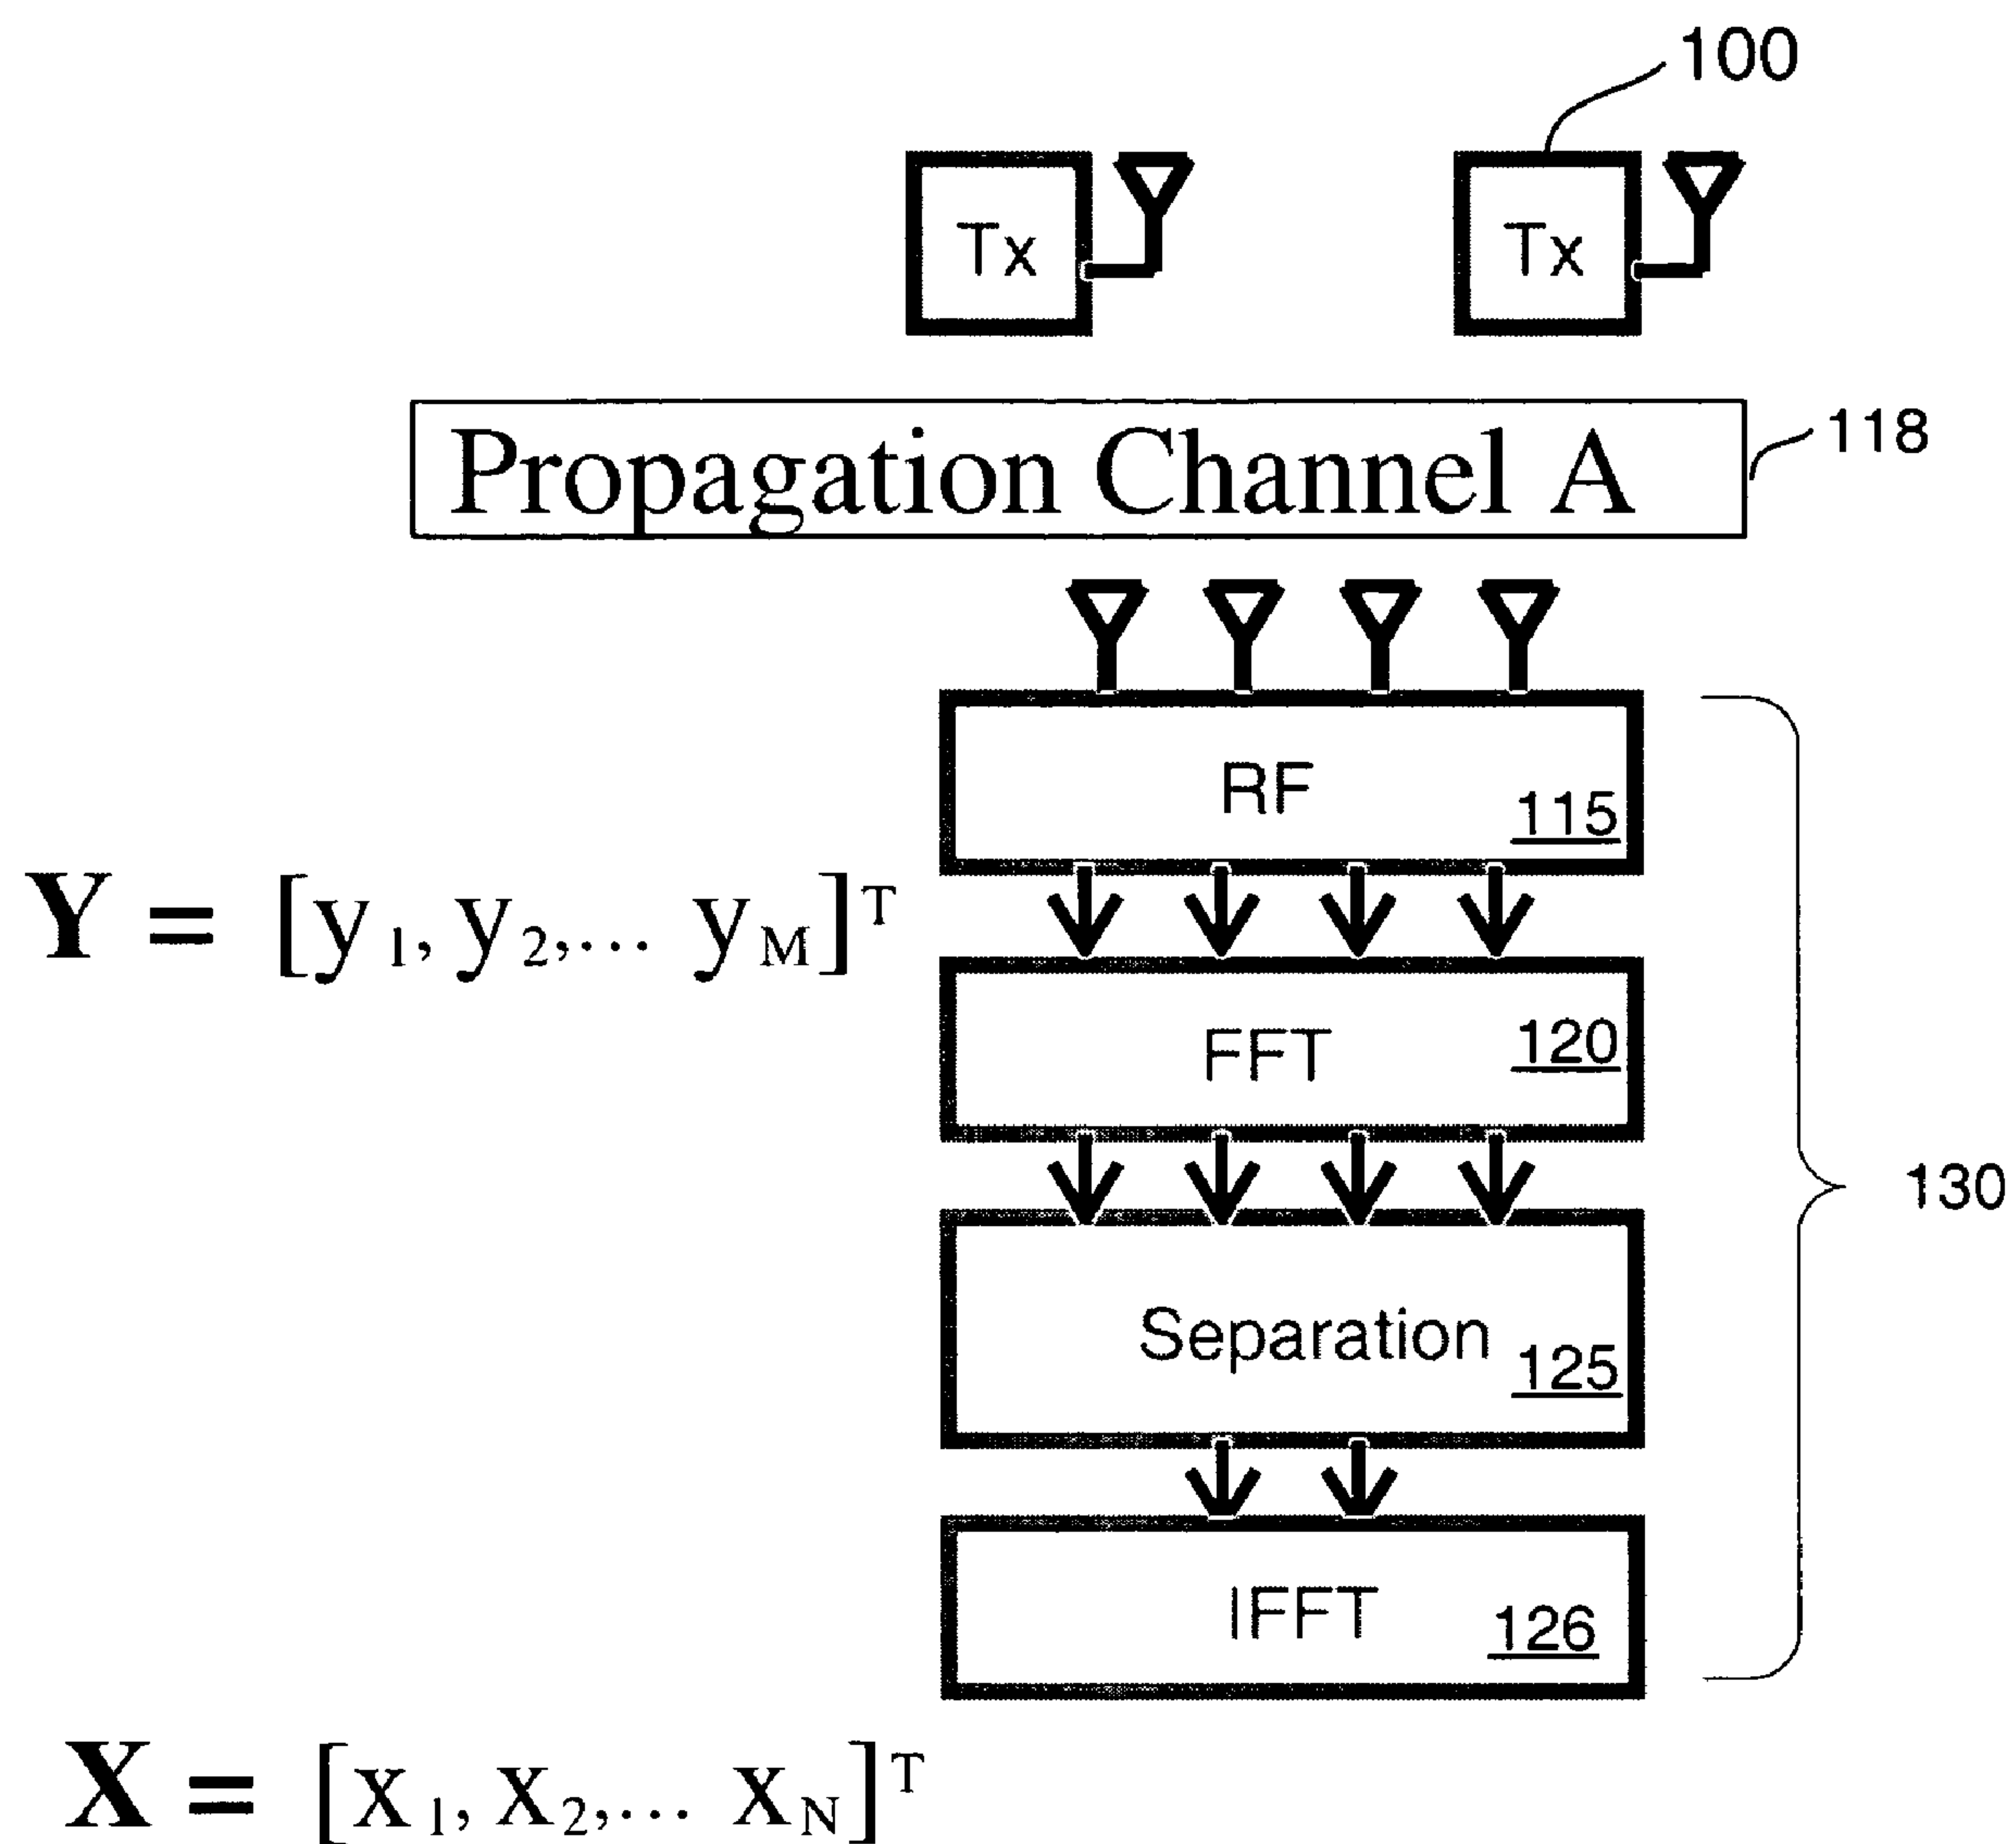 100
Tx
Tx
Propagation Channel A
118
RF
115
Y = [y1, y2,... yM]T
FFT
120
130
Separation
125
IFFT
126
X = [x1, x2,... xN]T